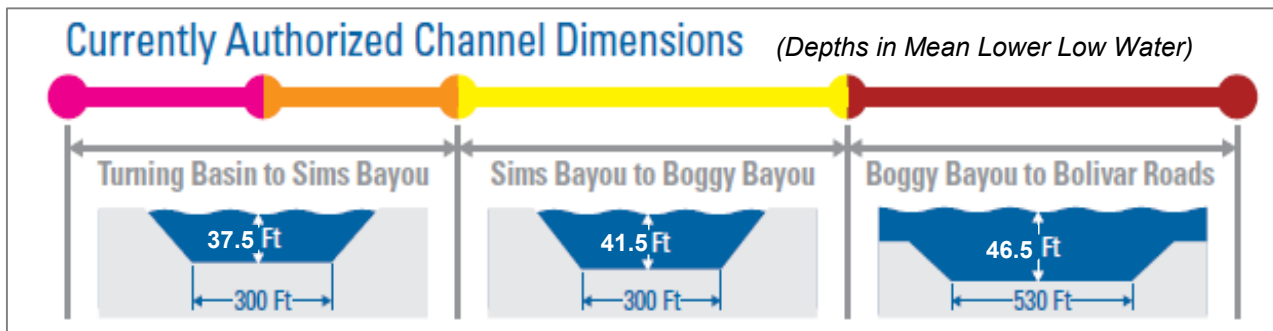 Currently Authorized Channel Dimensions (Depths in Mean Lower Low Water)
Turning Basin to Sims Bayou
Sims Bayou to Boggy Bayou
Boggy Bayou to Bolivar Roads
37.5 Ft
300 Ft
41.5 Ft
300 Ft
46.5 Ft
530 Ft